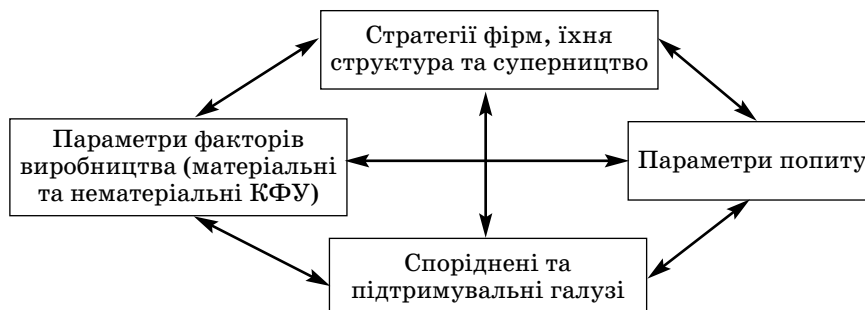 Стратегії фірм, їхня
структура та суперництво
Параметри факторів
виробництва (матеріальні
та нематеріальні КФУ)
Параметри попиту
Споріднені та
підтримувальні галузі